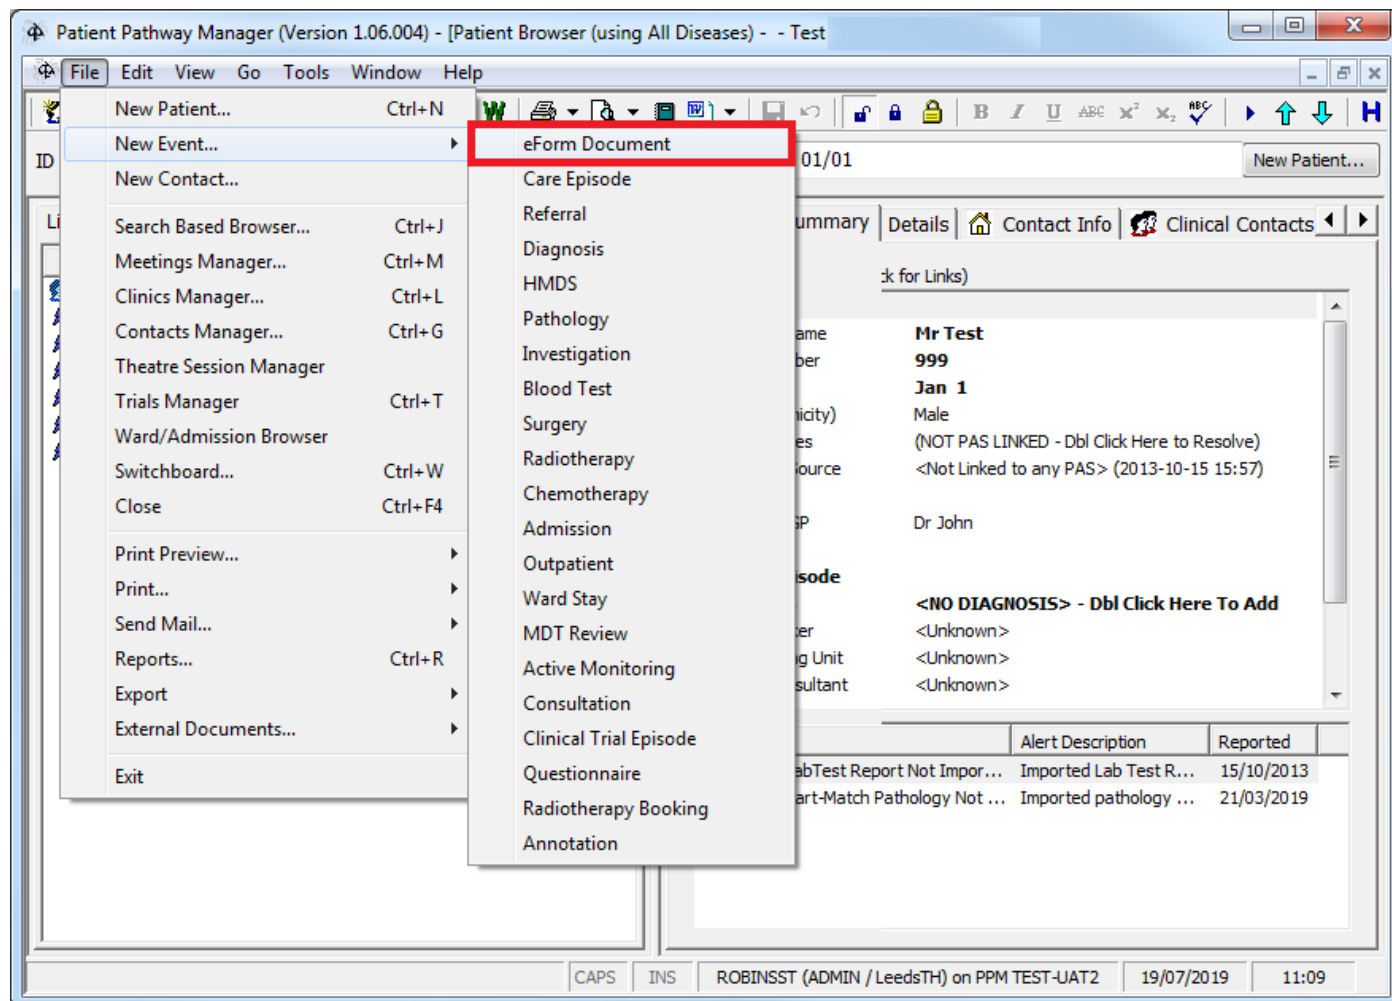 Patient Pathway Manager (Version 1.06.004) - [Patient Browser (using All Diseases) - - Test
File Edit View Go Tools Window Help
New Patient... Ctrl+N
New Event...
New Contact...
Search Based Browser... Ctrl+J
Meetings Manager... Ctrl+M
Clinics Manager... Ctrl+L
Contacts Manager... Ctrl+G
Theatre Session Manager
Trials Manager Ctrl+T
Ward/Admission Browser
Switchboard... Ctrl+W
Close Ctrl+F4
Print Preview...
Print...
Send Mail...
Reports... Ctrl+R
Export
External Documents...
Exit
eForm Document
Care Episode
Referral
Diagnosis
HMDS
Pathology
Investigation
Blood Test
Surgery
Radiotherapy
Chemotherapy
Admission
Outpatient
Ward Stay
MDT Review
Active Monitoring
Consultation
Clinical Trial Episode
Questionnaire
Radiotherapy Booking
Annotation
W B I U ABC x² x₂ ABC H
ID 01/01 New Patient...
Li ummary Details Contact Info Clinical Contacts
k for Links)
ame Mr Test
ber 999
Jan 1
nicity) Male
es (NOT PAS LINKED - Dbl Click Here to Resolve)
ource <Not Linked to any PAS> (2013-10-15 15:57)
GP Dr John
isode
<NO DIAGNOSIS> - Dbl Click Here To Add
er <Unknown>
g Unit <Unknown>
sultant <Unknown>
Alert Description Reported
abTest Report Not Impor... Imported Lab Test R... 15/10/2013
art-Match Pathology Not ... Imported pathology ... 21/03/2019
CAPS INS ROBINSST (ADMIN / LeedsTH) on PPM TEST-UAT2 19/07/2019 11:09